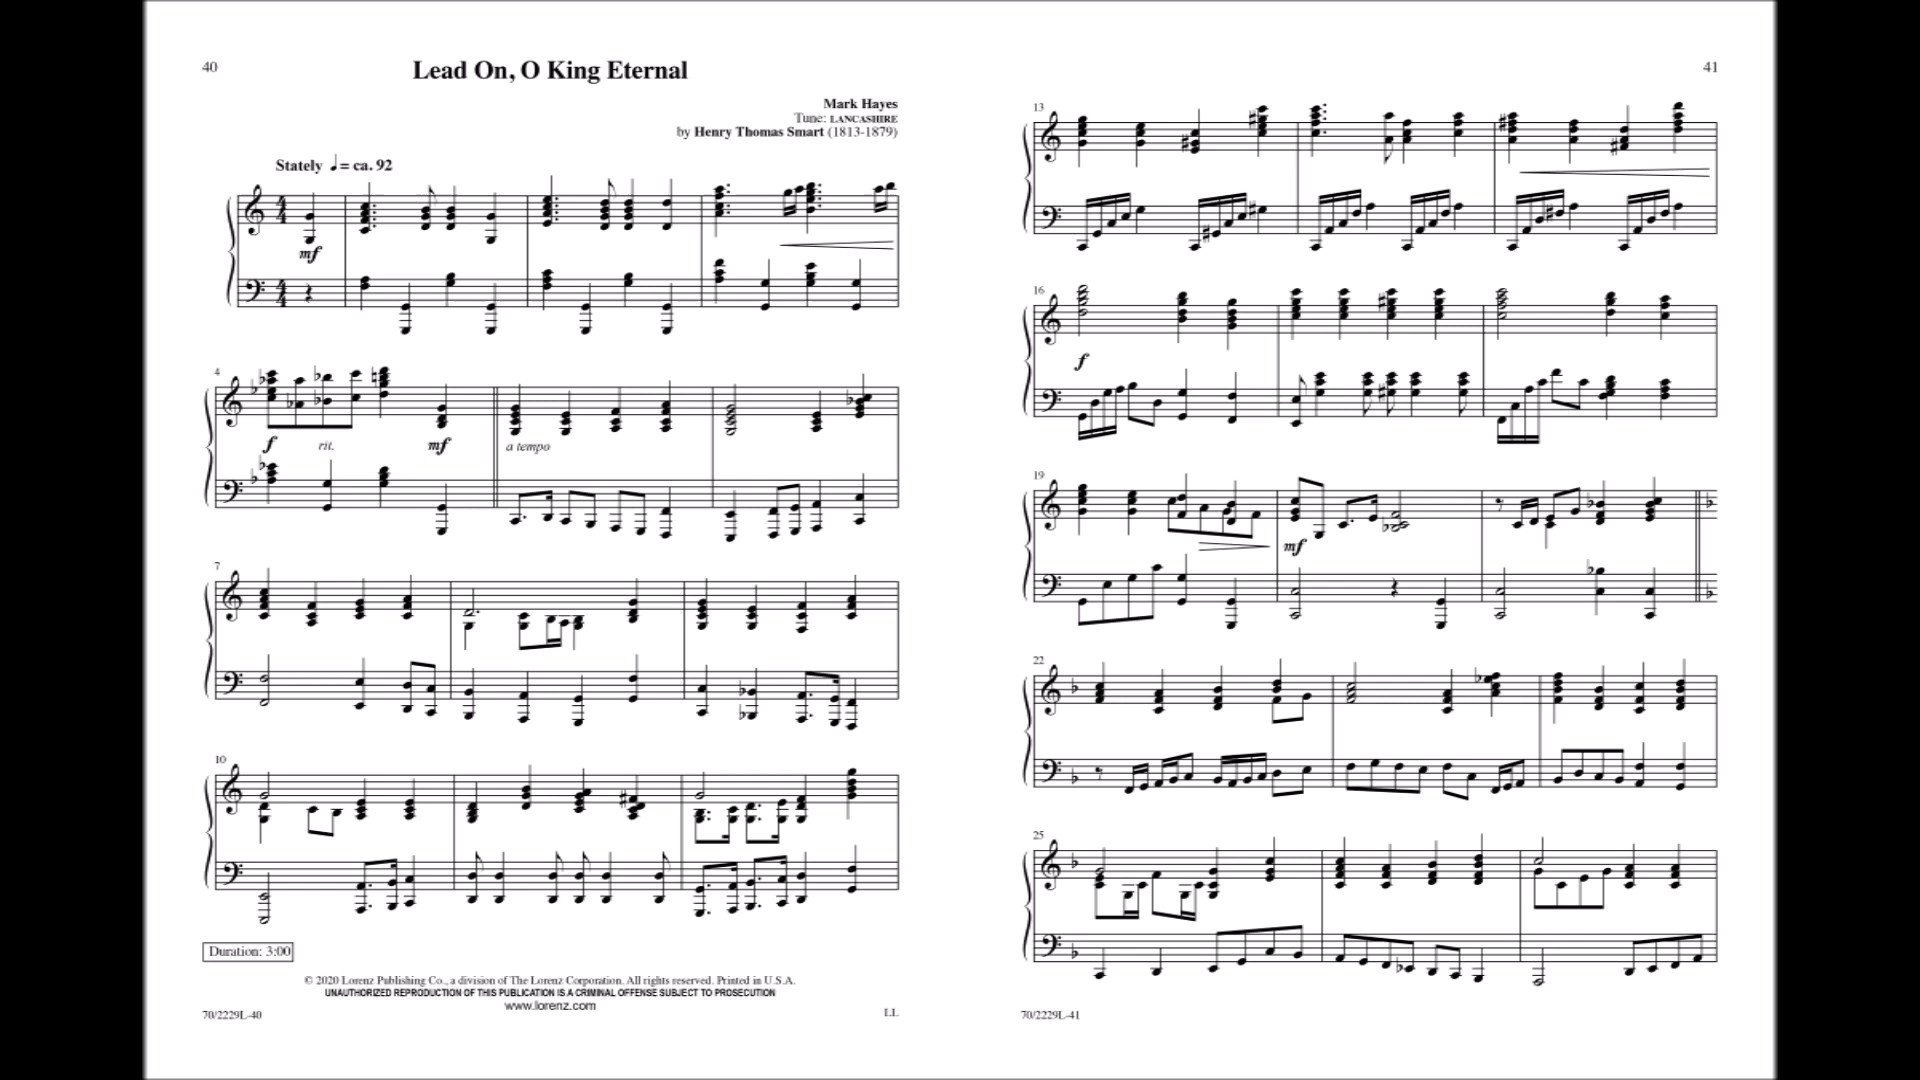 40
Lead On, O King Eternal
Mark Hayes
Tune: LANCASHIRE
by Henry Thomas Smart (1813-1879)
Stately ♩ = ca. 92
mf
4
f rit. mf a tempo
7
10
Duration: 3:00
© 2020 Lorenz Publishing Co., a division of The Lorenz Corporation. All rights reserved. Printed in U.S.A.
UNAUTHORIZED REPRODUCTION OF THIS PUBLICATION IS A CRIMINAL OFFENSE SUBJECT TO PROSECUTION
www.lorenz.com
70/2229L-40 LL
41
13
16
f
19
mf
22
25
70/2229L-41